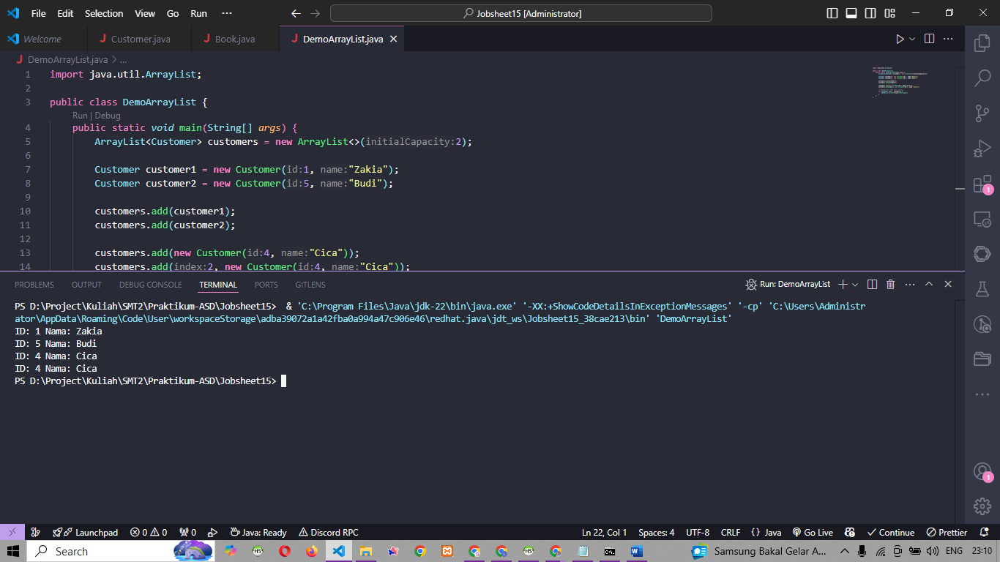 File Edit Selection View Go Run ···
Jobsheet15 [Administrator]
Welcome
Customer.java
Book.java
DemoArrayList.java
DemoArrayList.java > ...
1 import java.util.ArrayList;
2
3 public class DemoArrayList {
Run | Debug
4 public static void main(String[] args) {
5 ArrayList<Customer> customers = new ArrayList<>(initialCapacity:2);
6
7 Customer customer1 = new Customer(id:1, name:"Zakia");
8 Customer customer2 = new Customer(id:5, name:"Budi");
9
10 customers.add(customer1);
11 customers.add(customer2);
12
13 customers.add(new Customer(id:4, name:"Cica"));
14 customers.add(index:2, new Customer(id:4, name:"Cica"));
PROBLEMS OUTPUT DEBUG CONSOLE TERMINAL PORTS GITLENS
Run: DemoArrayList
PS D:\Project\Kuliah\SMT2\Praktikum-ASD\Jobsheet15> & 'C:\Program Files\Java\jdk-22\bin\java.exe' '-XX:+ShowCodeDetailsInExceptionMessages' '-cp' 'C:\Users\Administr
ator\AppData\Roaming\Code\User\workspaceStorage\adba39072a1a42fba0a994a47c906e46\redhat.java\jdt_ws\Jobsheet15_38cae213\bin' 'DemoArrayList'
ID: 1 Nama: Zakia
ID: 5 Nama: Budi
ID: 4 Nama: Cica
ID: 4 Nama: Cica
PS D:\Project\Kuliah\SMT2\Praktikum-ASD\Jobsheet15>
1
1
Launchpad 0 0 0 Java: Ready Discord RPC
Ln 22, Col 1 Spaces: 4 UTF-8 CRLF {} Java Go Live Continue Prettier
Search
Samsung Bakal Gelar A...
ENG 23:10